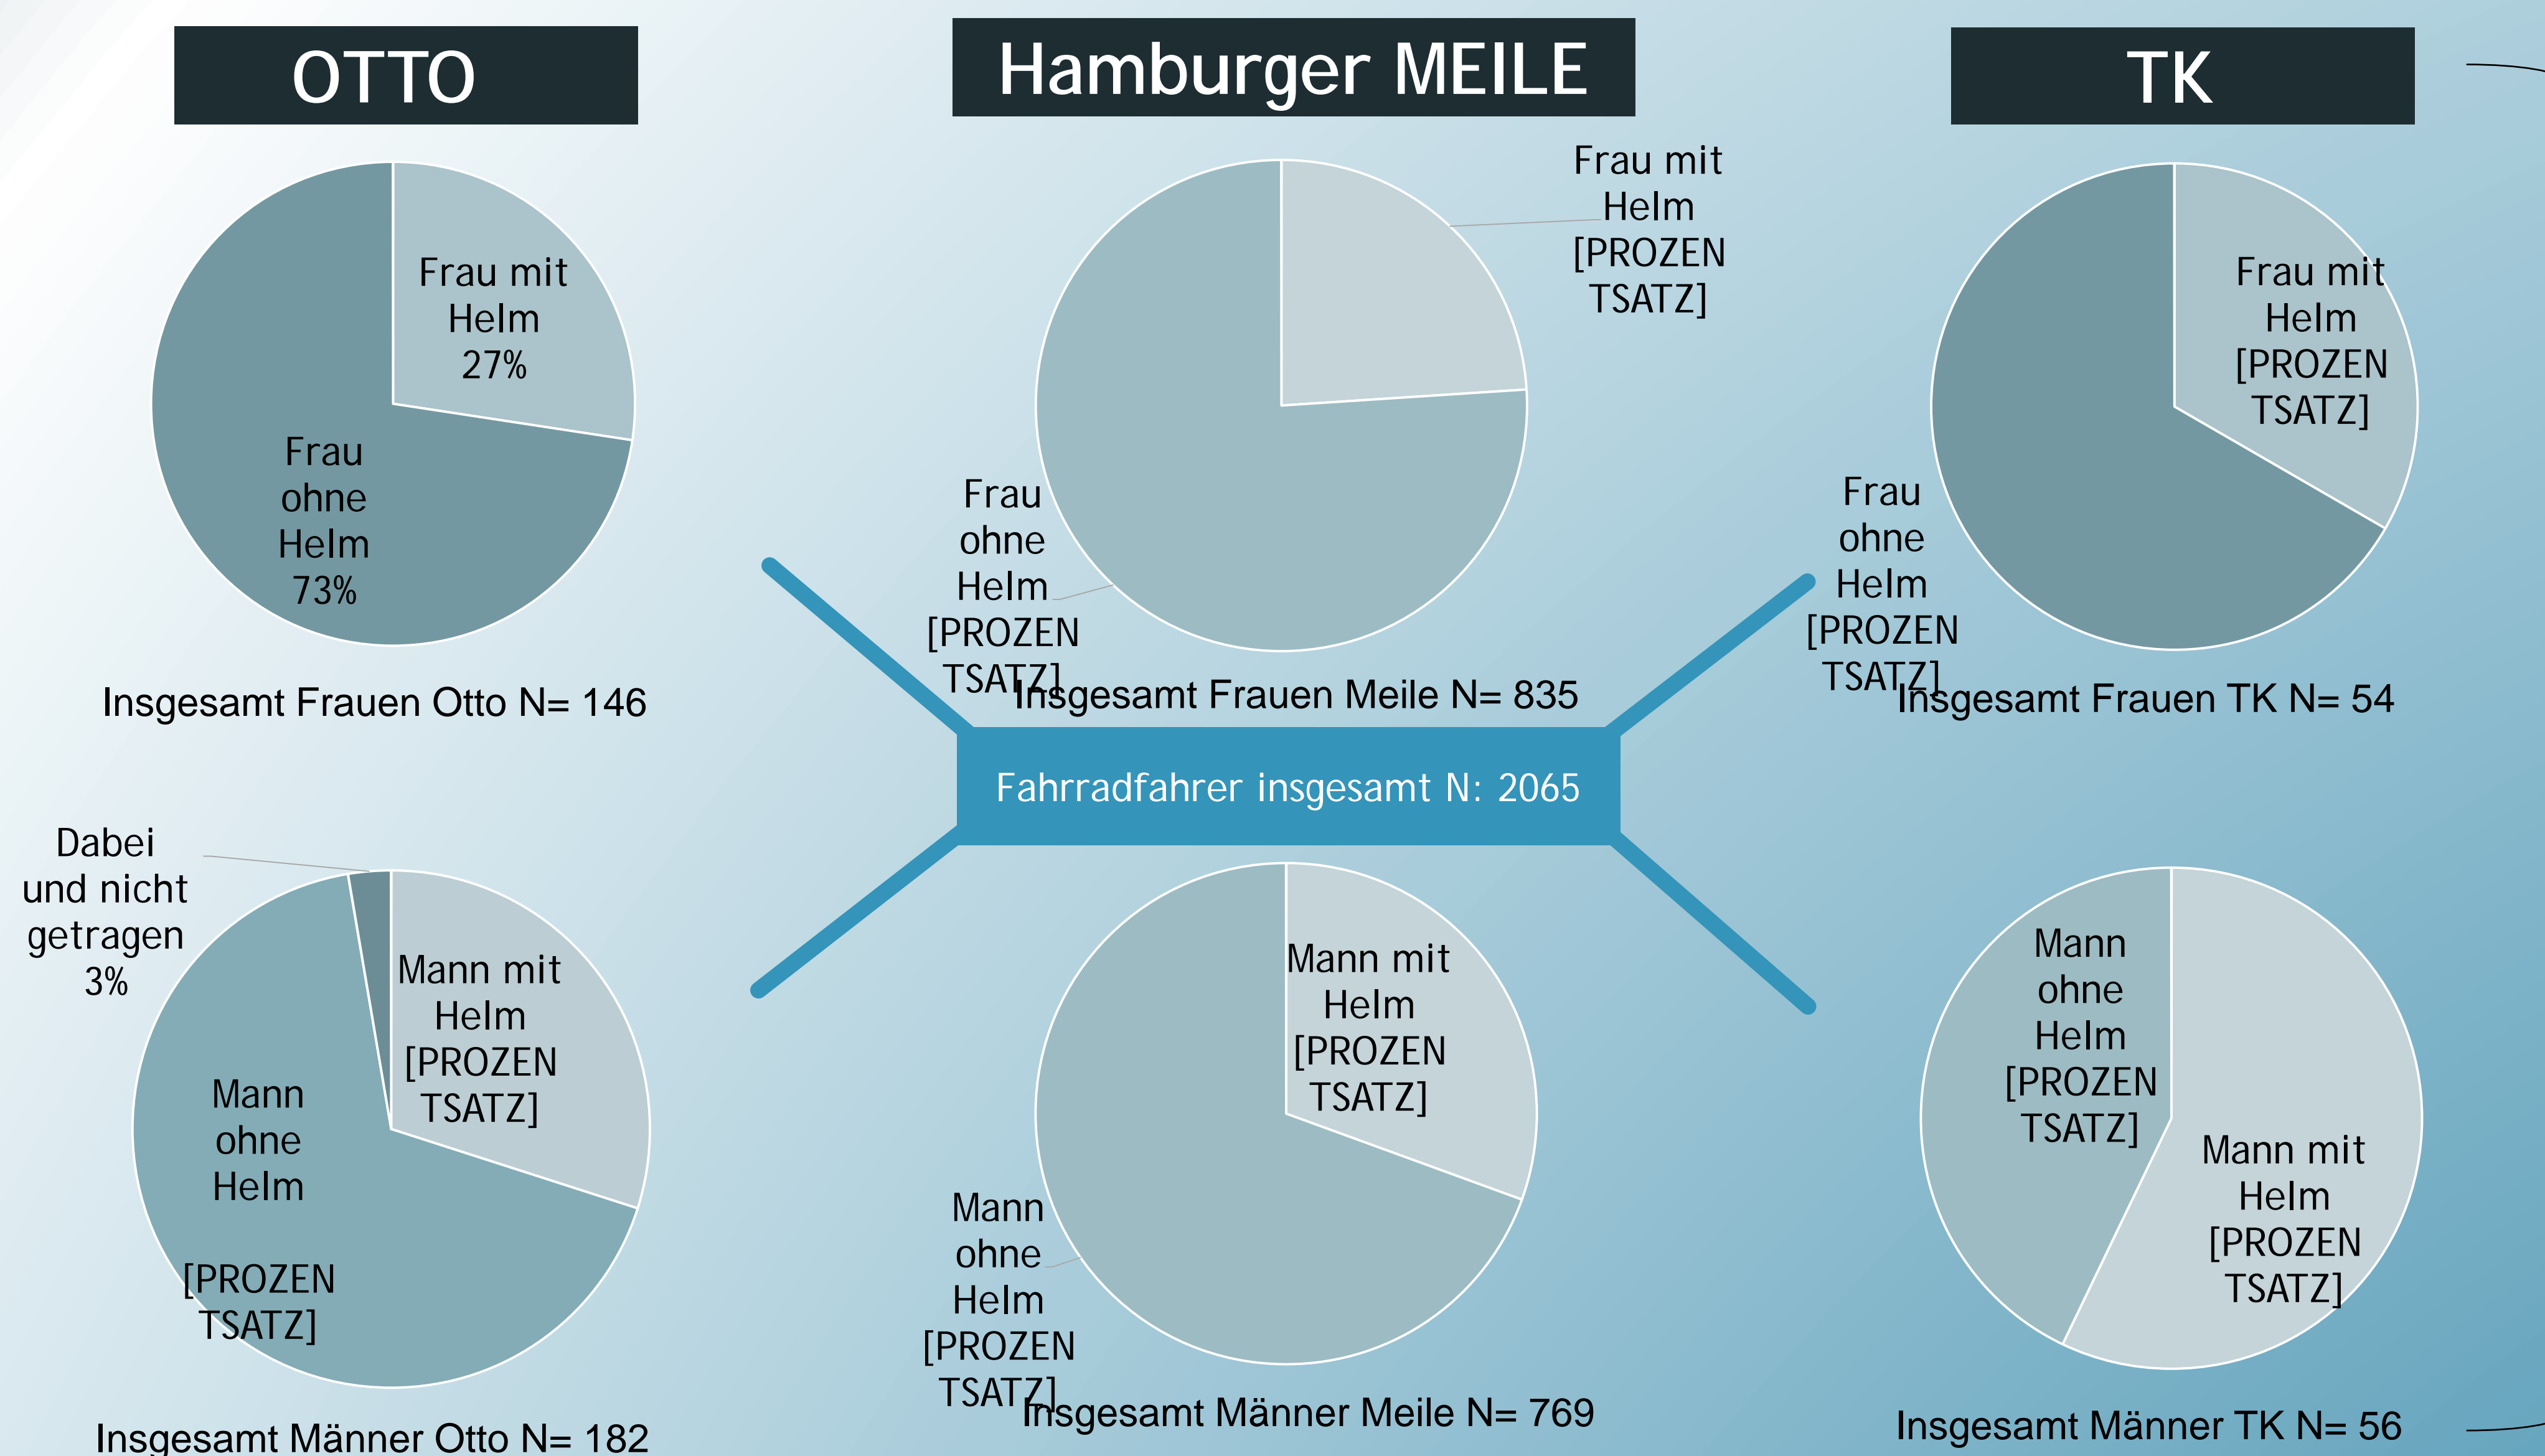 OTTO
Hamburger MEILE
TK
Frau mit
Helm
27%
Frau
ohne
Helm
73%
Insgesamt Frauen Otto N= 146
Frau mit
Helm
[PROZEN
TSATZ]
Frau
ohne
Helm
[PROZEN
TSATZ]
Insgesamt Frauen Meile N= 835
Frau mit
Helm
[PROZEN
TSATZ]
Frau
ohne
Helm
[PROZEN
TSATZ]
Insgesamt Frauen TK N= 54
Fahrradfahrer insgesamt N: 2065
Dabei
und nicht
getragen
3%
Mann mit
Helm
[PROZEN
TSATZ]
Mann
ohne
Helm
[PROZEN
TSATZ]
Insgesamt Männer Otto N= 182
Mann mit
Helm
[PROZEN
TSATZ]
Mann
ohne
Helm
[PROZEN
TSATZ]
Insgesamt Männer Meile N= 769
Mann
ohne
Helm
[PROZEN
TSATZ]
Mann mit
Helm
[PROZEN
TSATZ]
Insgesamt Männer TK N= 56